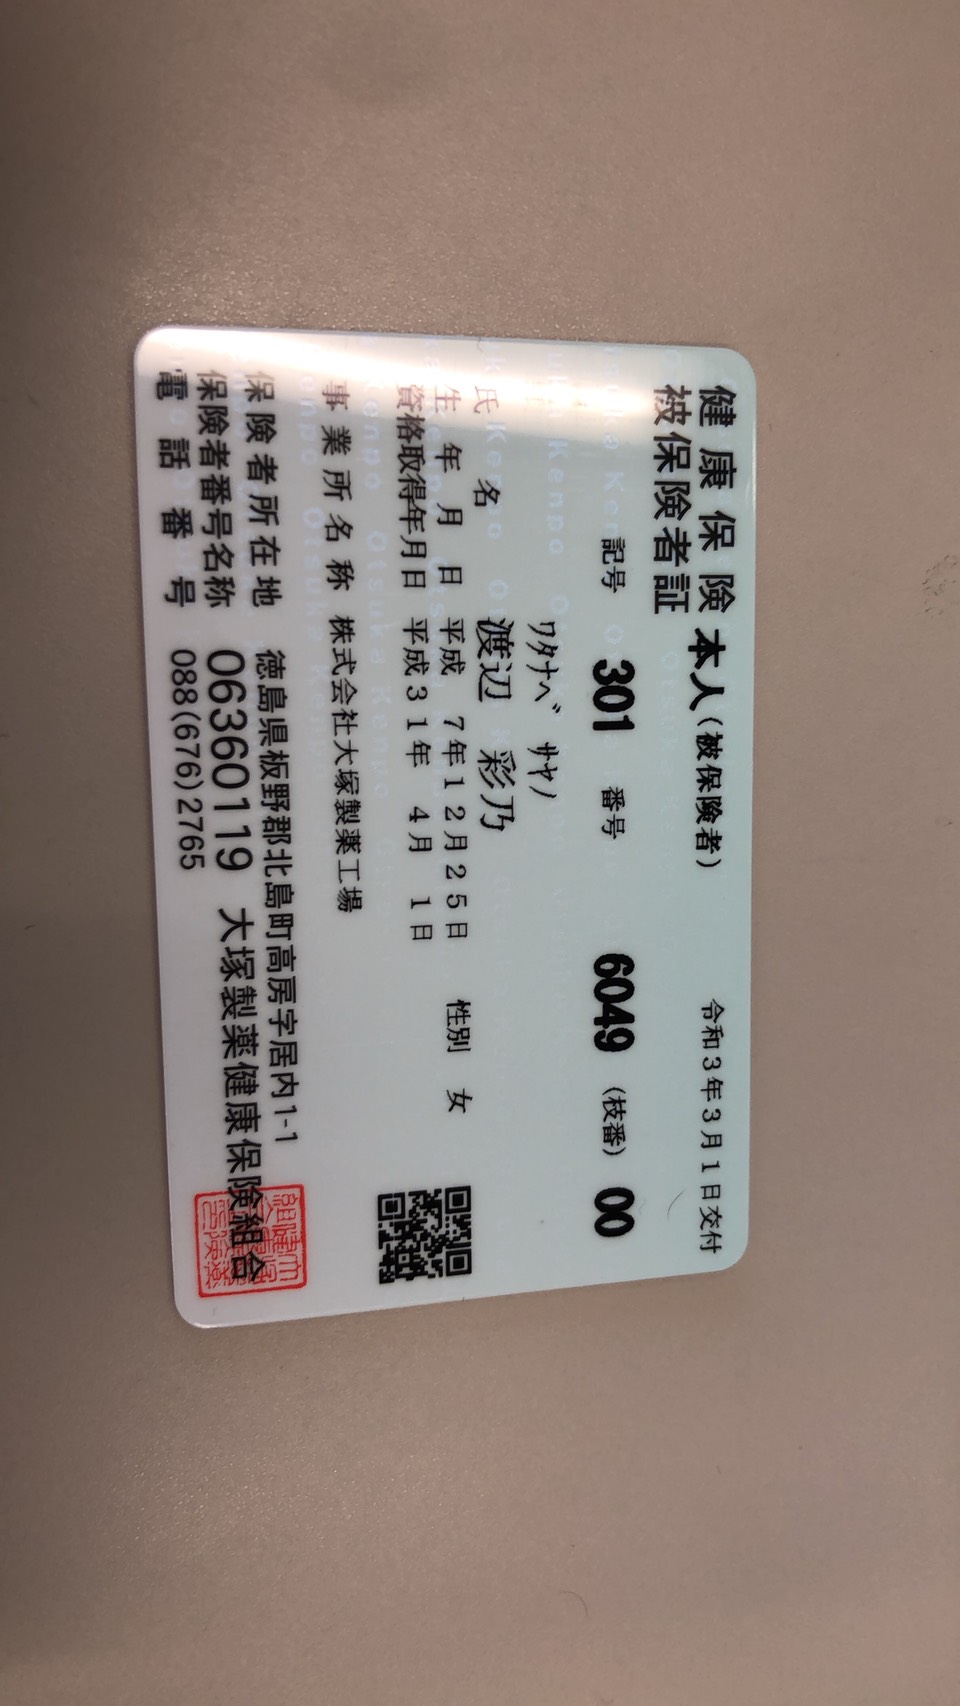 健康保険 本人(被保険者) 令和3年3月1日交付
被保険者証
記号 301 番号 6049 (枝番) 00
ワタナベ サヤノ
氏名 渡辺 彩乃
生年月日 平成 7年12月25日 性別 女
資格取得年月日 平成31年 4月 1日
事業所名称 株式会社大塚製薬工場
保険者所在地 徳島県板野郡北島町高房字居内1-1
保険者番号名称 06360119 大塚製薬健康保険組合
電話番号 088(676)2765